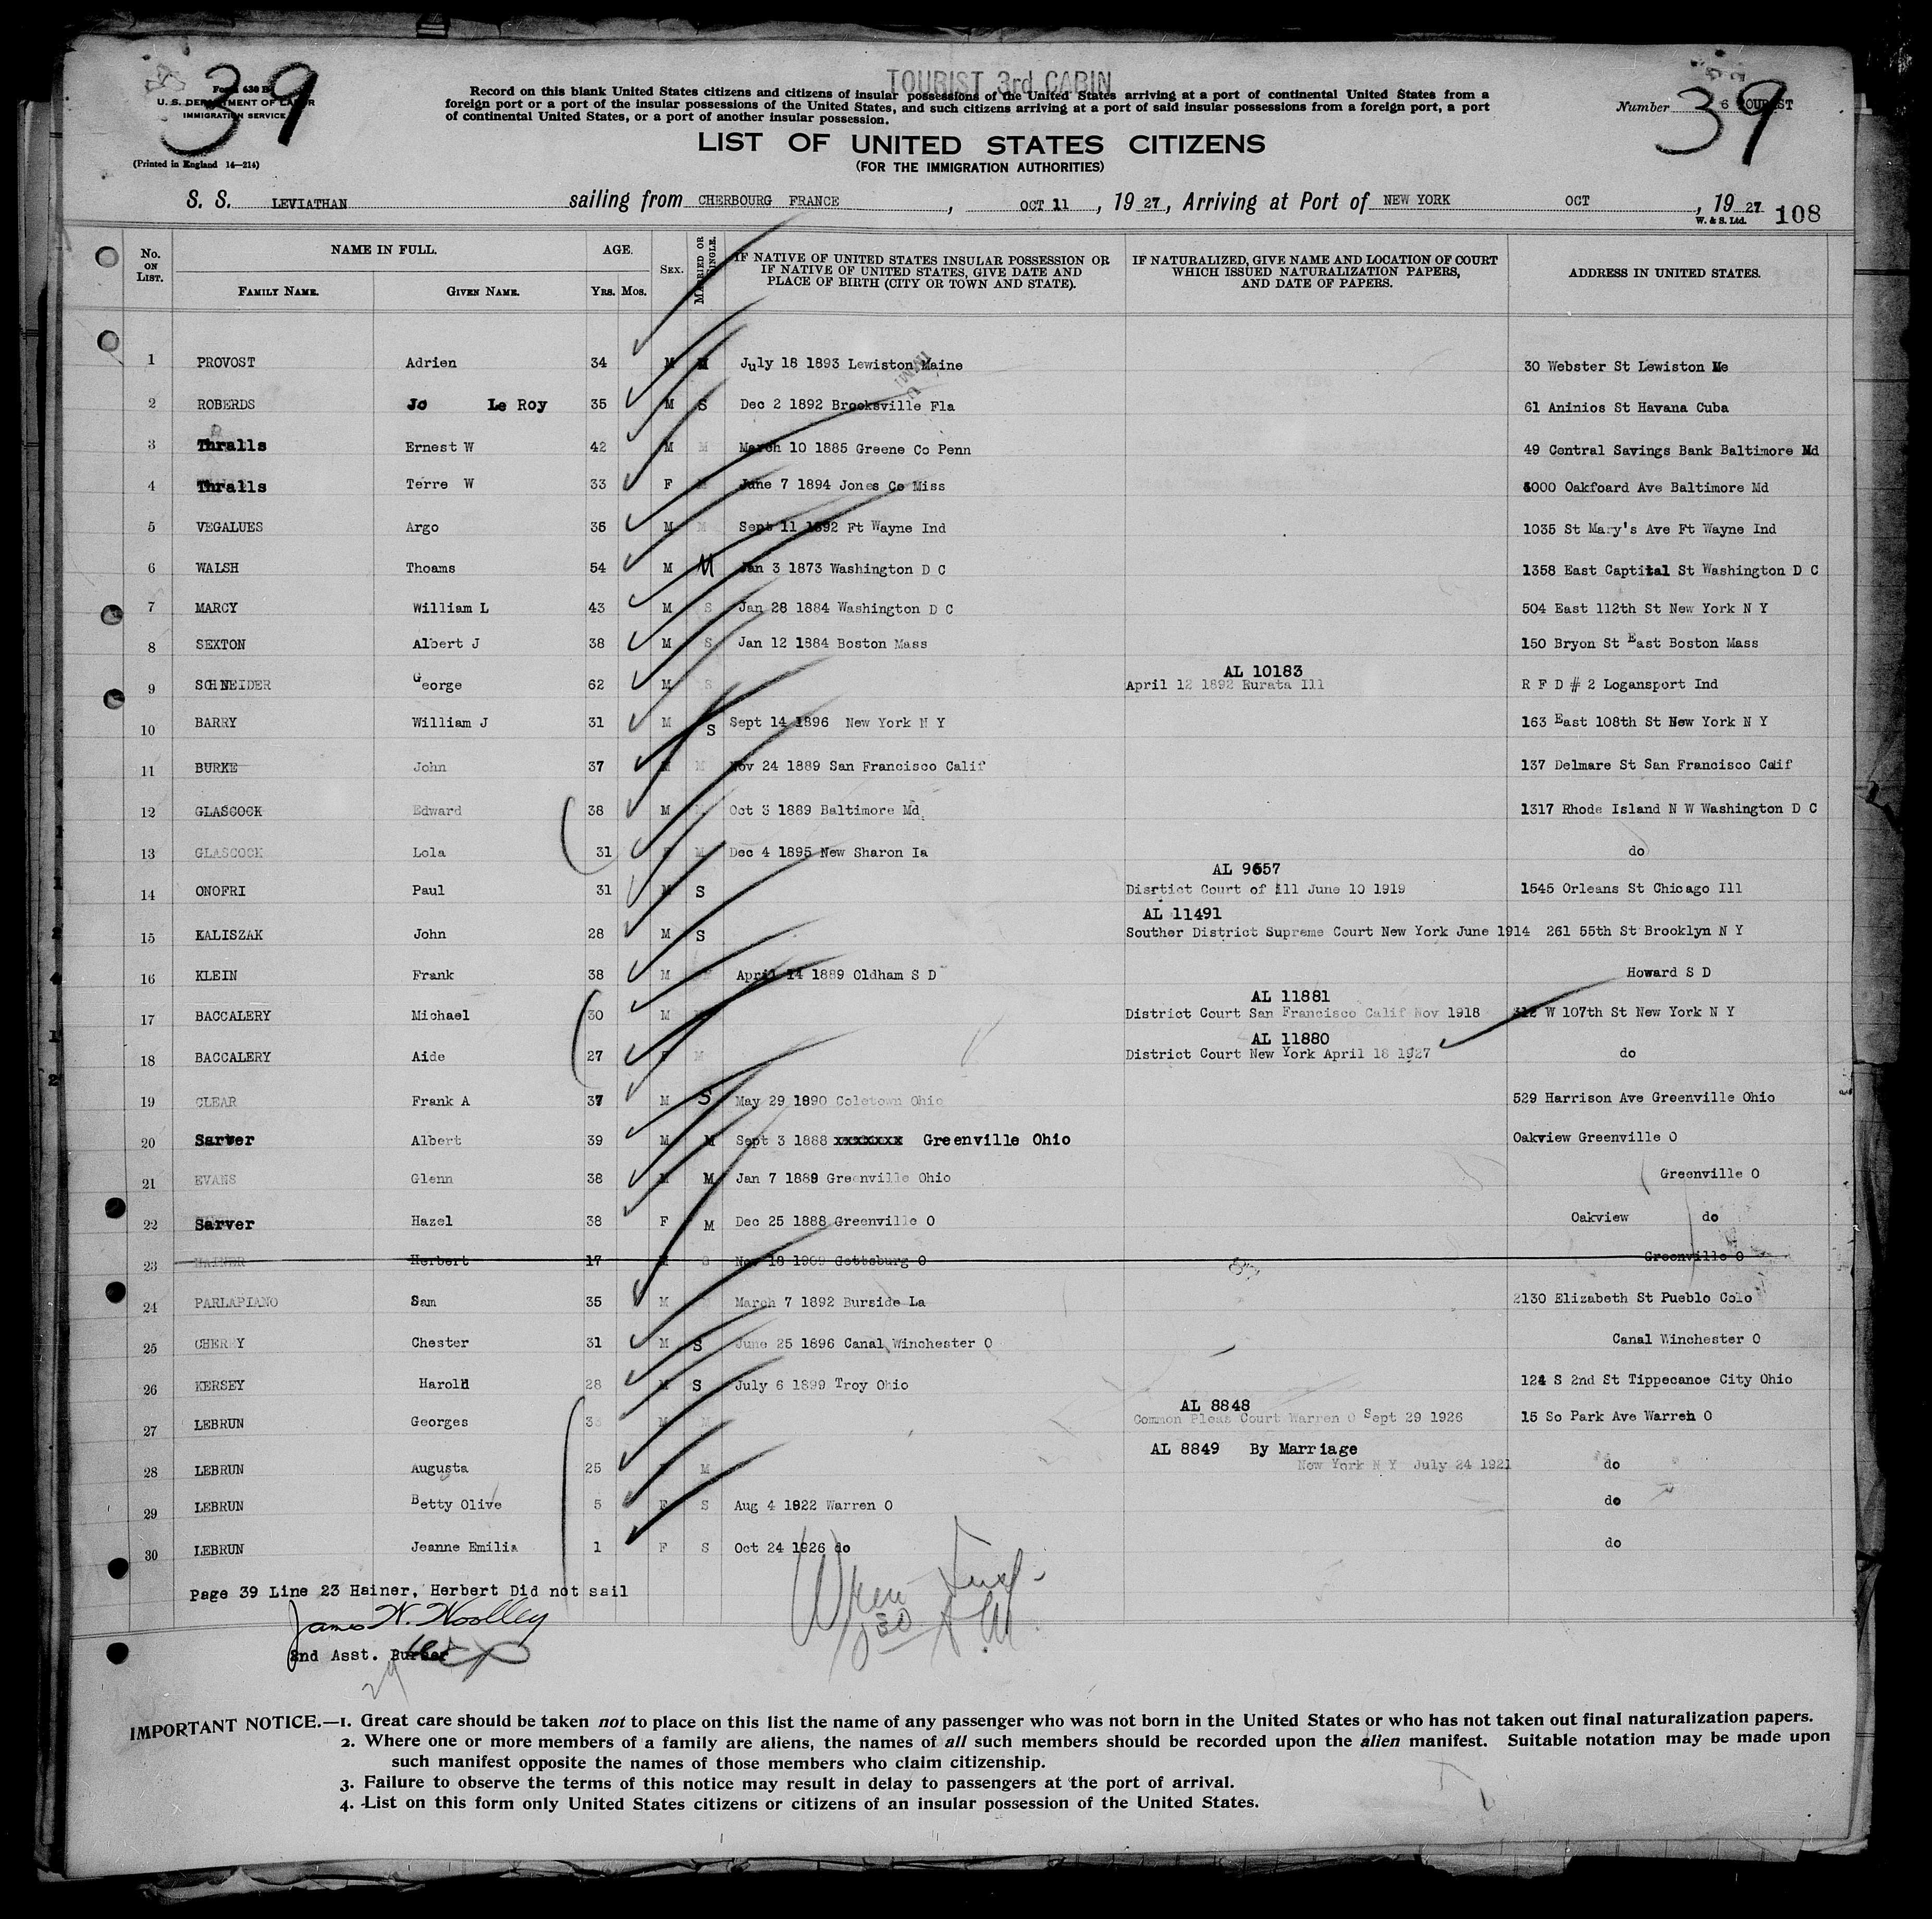 TOURIST 3rd CABIN
39
Form 630 B
U. S. DEPARTMENT OF LABOR
IMMIGRATION SERVICE
(Printed in England 14—214)
Record on this blank United States citizens and citizens of insular possessions of the United States arriving at a port of continental United States from a
foreign port or a port of the insular possessions of the United States, and such citizens arriving at a port of said insular possessions from a foreign port, a port
of continental United States, or a port of another insular possession.
Number 6 TOURIST
39
LIST OF UNITED STATES CITIZENS
(FOR THE IMMIGRATION AUTHORITIES)
S. S. LEVIATHAN sailing from CHERBOURG FRANCE, OCT 11, 1927, Arriving at Port of NEW YORK OCT, 1927
W. & S. Ltd. 108
No. ON LIST. NAME IN FULL. FAMILY NAME. GIVEN NAME. AGE. YRS. MOS. SEX. MARRIED OR SINGLE. IF NATIVE OF UNITED STATES INSULAR POSSESSION OR IF NATIVE OF UNITED STATES, GIVE DATE AND PLACE OF BIRTH (CITY OR TOWN AND STATE). IF NATURALIZED, GIVE NAME AND LOCATION OF COURT WHICH ISSUED NATURALIZATION PAPERS, AND DATE OF PAPERS. ADDRESS IN UNITED STATES.
1 PROVOST Adrien 34 M M July 18 1893 Lewiston Maine 30 Webster St Lewiston Me
2 ROBERDS Jo Le Roy 35 M S Dec 2 1892 Brooksville Fla 61 Aninios St Havana Cuba
3 Thralls Ernest W 42 M M March 10 1885 Greene Co Penn 49 Central Savings Bank Baltimore Md
4 Thralls Terre W 33 F M June 7 1894 Jones Co Miss 4000 Oakfoard Ave Baltimore Md
5 VEGALUES Argo 36 M M Sept 11 1892 Ft Wayne Ind 1035 St Mary's Ave Ft Wayne Ind
6 WALSH Thoams 54 M M Jan 3 1873 Washington D C 1358 East Captital St Washington D C
7 MARCY William L 43 M S Jan 28 1884 Washington D C 504 East 112th St New York N Y
8 SEXTON Albert J 38 M S Jan 12 1884 Boston Mass 150 Bryon St East Boston Mass
AL 10183
9 SCHNEIDER George 62 M S April 12 1892 Rurata Ill R F D # 2 Logansport Ind
10 BARRY William J 31 M S Sept 14 1896 New York N Y 163 East 108th St New York N Y
11 BURKE John 37 M M Nov 24 1889 San Francisco Calif 137 Delmare St San Francisco Calif
12 GLASCOCK Edward 38 M Oct 3 1889 Baltimore Md 1317 Rhode Island N W Washington D C
13 GLASCOCK Lola 31 F M Dec 4 1895 New Sharon Ia do
AL 9657
14 ONOFRI Paul 31 M S Disrtict Court of ill June 10 1919 1545 Orleans St Chicago Ill
AL 11491
15 KALISZAK John 28 M S Souther District Supreme Court New York June 1914 261 55th St Brooklyn N Y
16 KLEIN Frank 38 M April 14 1889 Oldham S D Howard S D
AL 11881
17 BACCALERY Michael 30 M District Court San Francisco Calif Nov 1918 312 W 107th St New York N Y
AL 11880
18 BACCALERY Aide 27 F M District Court New York April 18 1927 do
19 CLEAR Frank A 37 M S May 29 1890 Coletown Ohio 529 Harrison Ave Greenville Ohio
20 Sarver Albert 39 M M Sept 3 1888 xxxxxxx Greenville Ohio Oakview Greenville O
21 EVANS Glenn 38 M M Jan 7 1889 Greenville Ohio Greenville O
22 Sarver Hazel 38 F M Dec 25 1888 Greenville O Oakview do
23 HAINER Herbert 17 M S Nov 18 1909 Gettsburg O Greenville O
24 PARLAPIANO Sam 35 M March 7 1892 Burside La 2130 Elizabeth St Pueblo Colo
25 CHERRY Chester 31 M S June 25 1896 Canal Winchester O Canal Winchester O
26 KERSEY Harold 28 M S July 6 1899 Troy Ohio 124 S 2nd St Tippecanoe City Ohio
AL 8848
27 LEBRUN Georges 33 M M Common Pleas Court Warren O Sept 29 1926 15 So Park Ave Warren O
AL 8849 By Marriage
28 LEBRUN Augusta 25 F M New York N Y July 24 1921 do
29 LEBRUN Betty Olive 5 F S Aug 4 1922 Warren O do
30 LEBRUN Jeanne Emilia 1 F S Oct 24 1926 do do
Page 39 Line 23 Hainer, Herbert Did not sail
James N. Woolley
2nd Asst. Purser
29
30
IMPORTANT NOTICE.—1. Great care should be taken not to place on this list the name of any passenger who was not born in the United States or who has not taken out final naturalization papers.
2. Where one or more members of a family are aliens, the names of all such members should be recorded upon the alien manifest. Suitable notation may be made upon
such manifest opposite the names of those members who claim citizenship.
3. Failure to observe the terms of this notice may result in delay to passengers at the port of arrival.
4. List on this form only United States citizens or citizens of an insular possession of the United States.